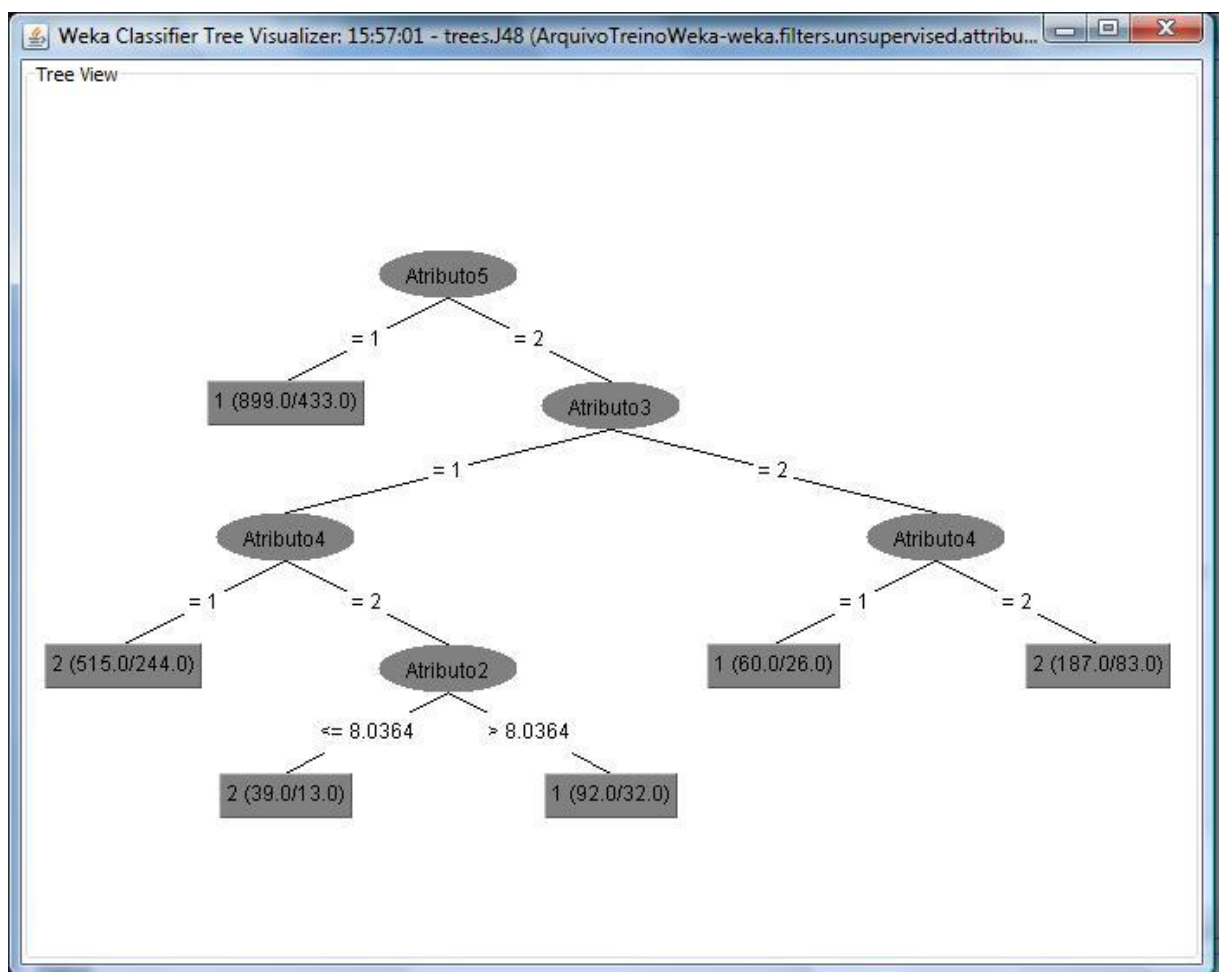 Weka Classifier Tree Visualizer: 15:57:01 - trees.J48 (ArquivoTreinoWeka-weka.filters.unsupervised.attribu...
Tree View
Atributo5
= 1
= 2
1 (899.0/433.0)
Atributo3
= 1
= 2
Atributo4
Atributo4
= 1
= 2
= 1
= 2
2 (515.0/244.0)
Atributo2
1 (60.0/26.0)
2 (187.0/83.0)
<= 8.0364
> 8.0364
2 (39.0/13.0)
1 (92.0/32.0)